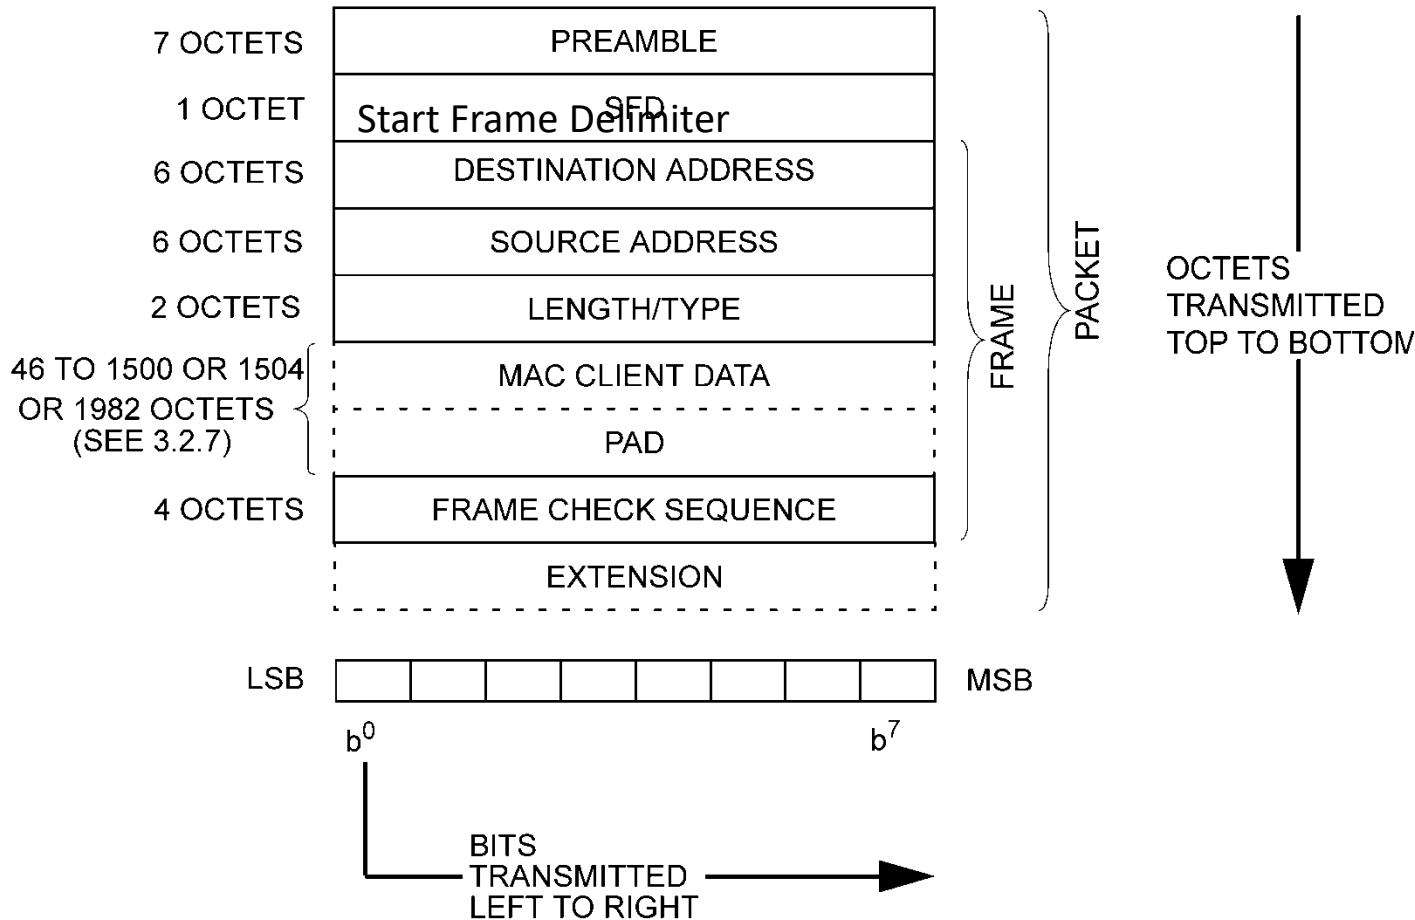 7 OCTETS
PREAMBLE
1 OCTET
SFD
Start Frame Delimiter
6 OCTETS
DESTINATION ADDRESS
6 OCTETS
SOURCE ADDRESS
2 OCTETS
LENGTH/TYPE
46 TO 1500 OR 1504
OR 1982 OCTETS
(SEE 3.2.7)
MAC CLIENT DATA
PAD
4 OCTETS
FRAME CHECK SEQUENCE
EXTENSION
FRAME
PACKET
OCTETS
TRANSMITTED
TOP TO BOTTOM
LSB
MSB
b0
b7
BITS
TRANSMITTED
LEFT TO RIGHT